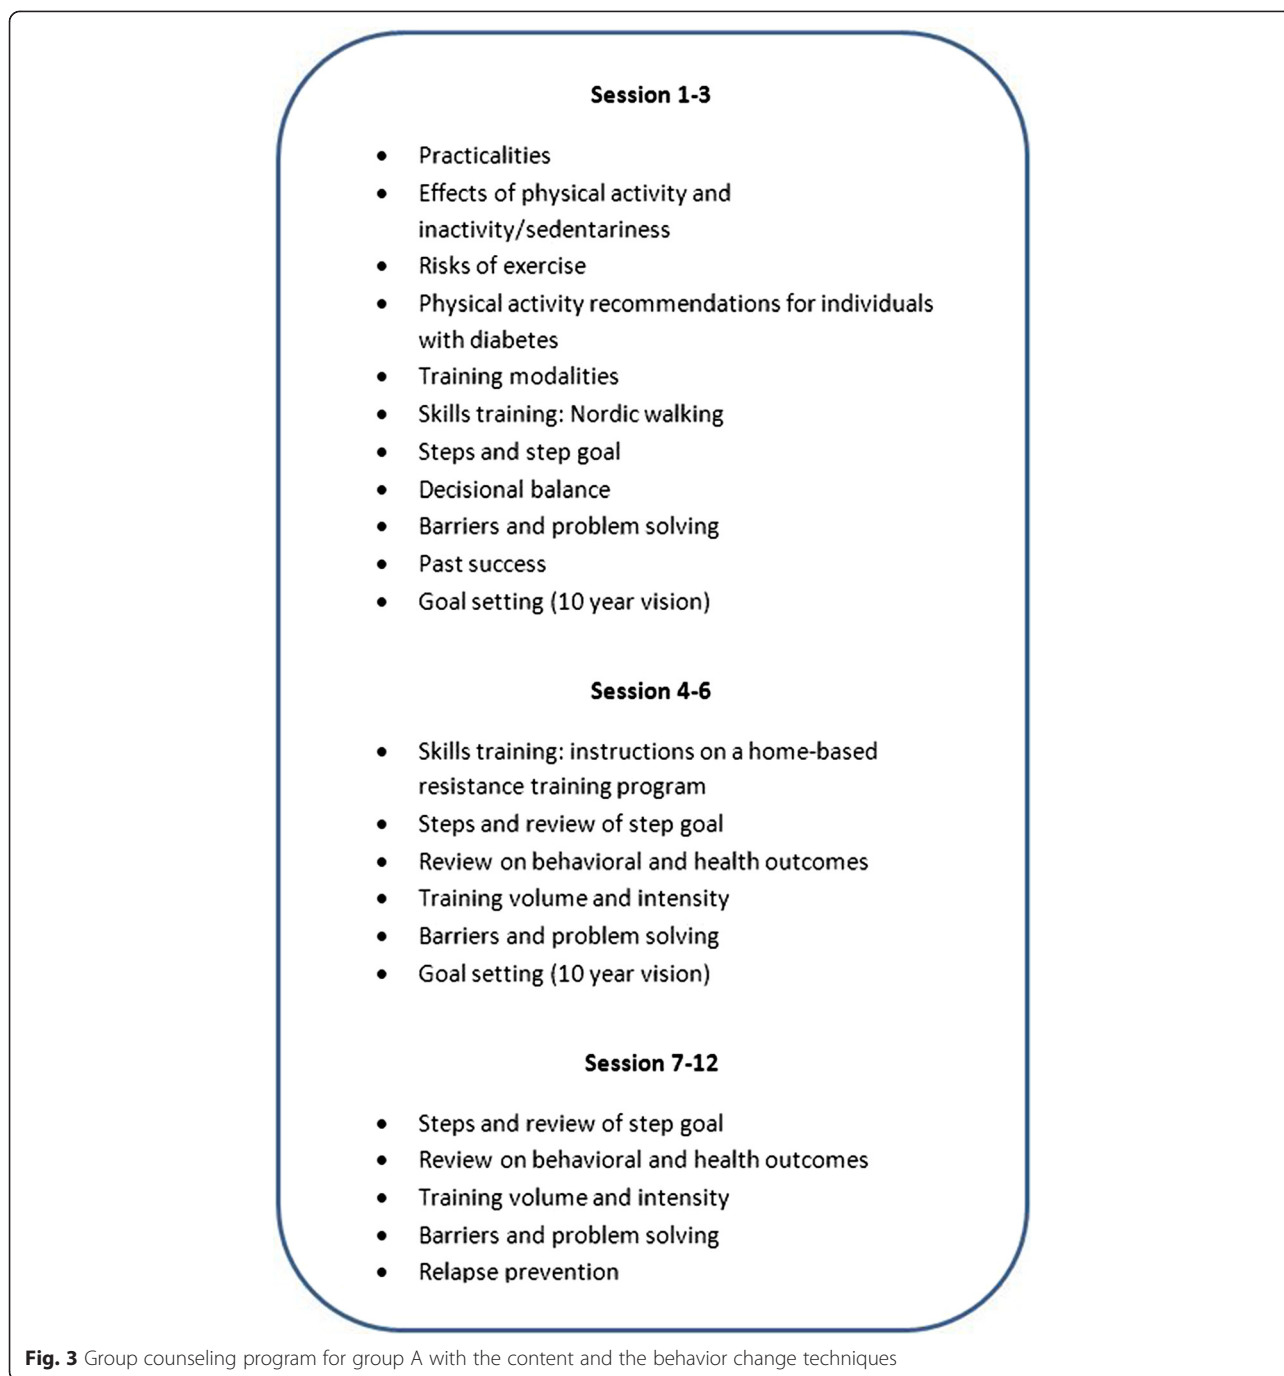 Session 1-3
• Practicalities
• Effects of physical activity and
inactivity/sedentariness
• Risks of exercise
• Physical activity recommendations for individuals
with diabetes
• Training modalities
• Skills training: Nordic walking
• Steps and step goal
• Decisional balance
• Barriers and problem solving
• Past success
• Goal setting (10 year vision)
Session 4-6
• Skills training: instructions on a home-based
resistance training program
• Steps and review of step goal
• Review on behavioral and health outcomes
• Training volume and intensity
• Barriers and problem solving
• Goal setting (10 year vision)
Session 7-12
• Steps and review of step goal
• Review on behavioral and health outcomes
• Training volume and intensity
• Barriers and problem solving
• Relapse prevention
Fig. 3 Group counseling program for group A with the content and the behavior change techniques